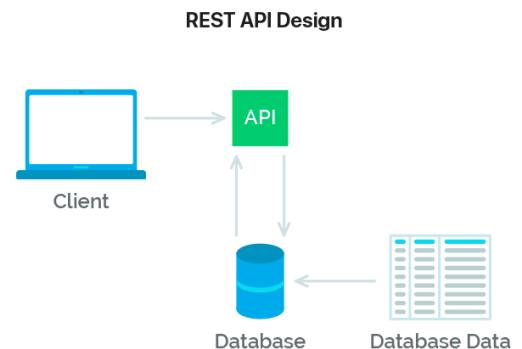 REST API Design
API
Client
Database
Database Data